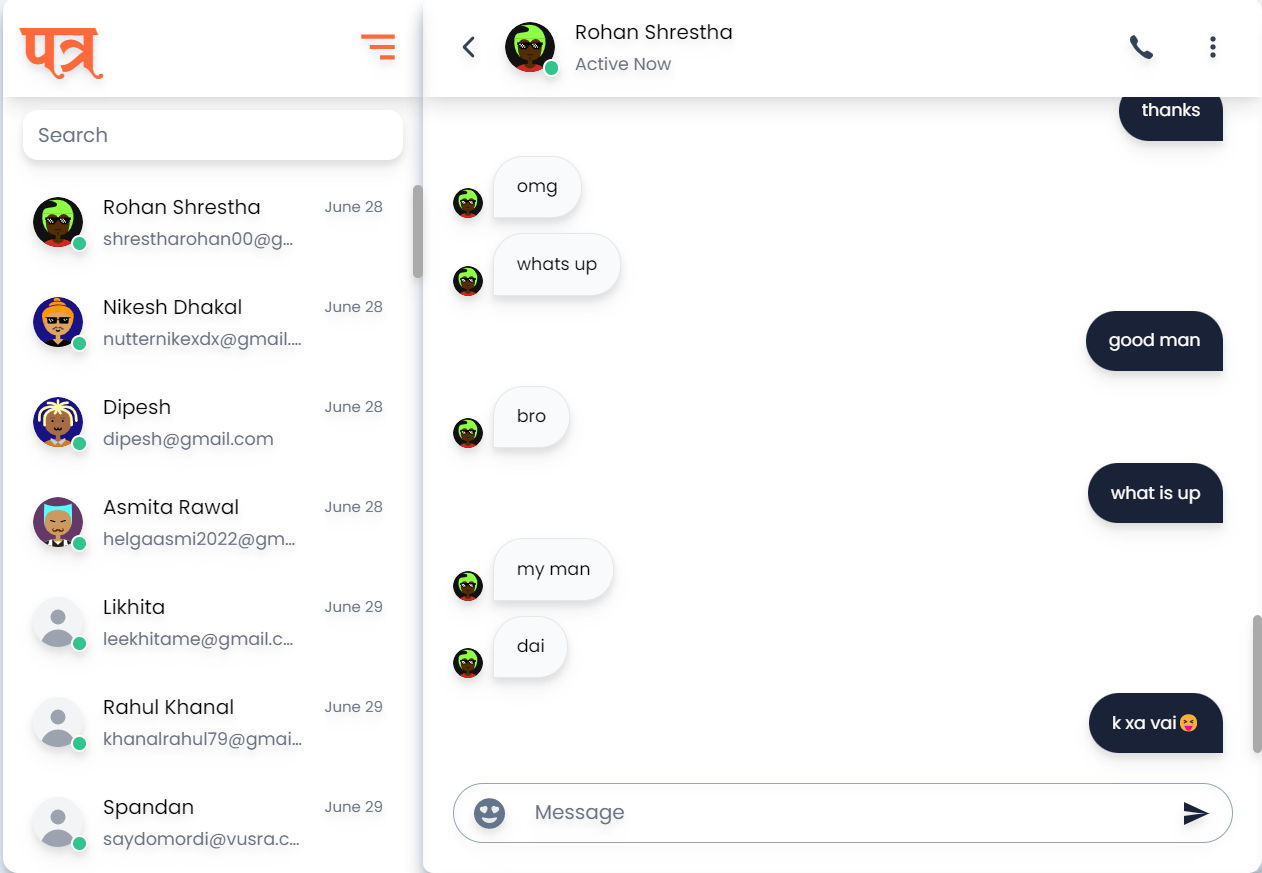 पत्र
Search
Rohan Shrestha
June 28
shrestharohan00@g...
Nikesh Dhakal
June 28
nutternikexdx@gmail....
Dipesh
June 28
dipesh@gmail.com
Asmita Rawal
June 28
helgaasmi2022@gm...
Likhita
June 29
leekhitame@gmail.c...
Rahul Khanal
June 29
khanalrahul79@gmai...
Spandan
June 29
saydomordi@vusra.c...
Rohan Shrestha
Active Now
thanks
omg
whats up
good man
bro
what is up
my man
dai
k xa vai😝
Message